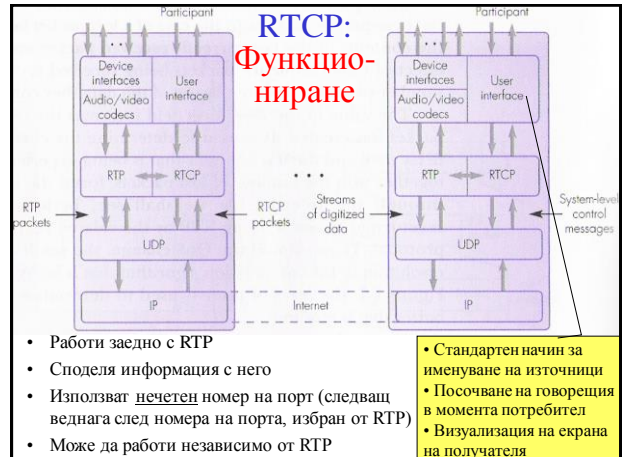 RTCP:
Функцио-
ниране
Participant
Participant
Device
interfaces
User
interface
Audio/video
codecs
RTP
RTCP
RTP
packets
RTCP
packets
UDP
IP
Internet
Device
interfaces
User
interface
Audio/video
codecs
RTP
RTCP
Streams
of digitized
data
System-level
control
messages
UDP
IP
• Работи заедно с RTP
• Споделя информация с него
• Използват нечетен номер на порт (следващ
веднага след номера на порта, избран от RTP)
• Може да работи независимо от RTP
• Стандартен начин за
именуване на източници
• Посочване на говорещия
в момента потребител
• Визуализация на екрана
на получателя